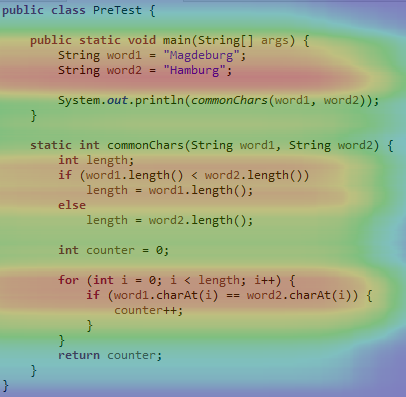 public class PreTest {
public static void main(String[] args) {
String word1 = "Magdeburg";
String word2 = "Hamburg";
System.out.println(commonChars(word1, word2));
}
static int commonChars(String word1, String word2) {
int length;
if (word1.length() < word2.length())
length = word1.length();
else
length = word2.length();
int counter = 0;
for (int i = 0; i < length; i++) {
if (word1.charAt(i) == word2.charAt(i)) {
counter++;
}
}
return counter;
}
}